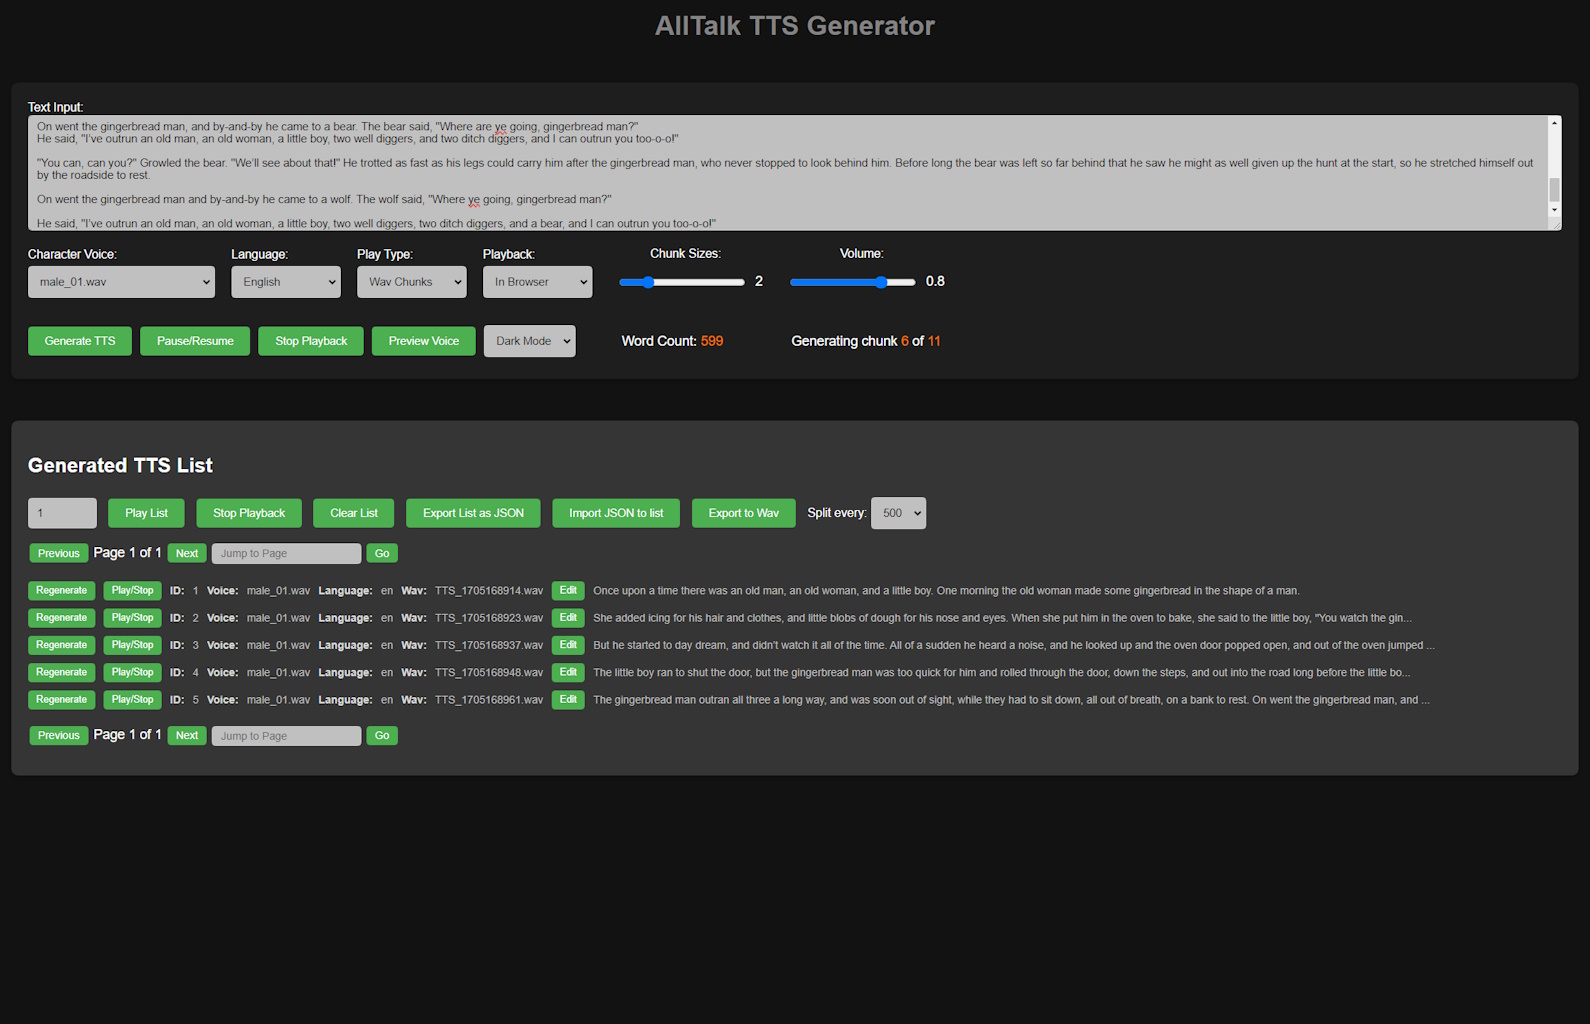 AllTalk TTS Generator
Text Input:
On went the gingerbread man, and by-and-by he came to a bear. The bear said, "Where are ye going, gingerbread man?"
He said, "I've outrun an old man, an old woman, a little boy, two well diggers, and two ditch diggers, and I can outrun you too-o-o!"
"You can, can you?" Growled the bear. "We'll see about that!" He trotted as fast as his legs could carry him after the gingerbread man, who never stopped to look behind him. Before long the bear was left so far behind that he saw he might as well given up the hunt at the start, so he stretched himself out
by the roadside to rest.
On went the gingerbread man and by-and-by he came to a wolf. The wolf said, "Where ye going, gingerbread man?"
He said, "I've outrun an old man, an old woman, a little boy, two well diggers, two ditch diggers, and a bear, and I can outrun you too-o-o!"
Character Voice: Language: Play Type: Playback: Chunk Sizes: Volume:
male_01.wav English Wav Chunks In Browser 2 0.8
Generate TTS Pause/Resume Stop Playback Preview Voice Dark Mode Word Count: 599 Generating chunk 6 of 11
Generated TTS List
1 Play List Stop Playback Clear List Export List as JSON Import JSON to list Export to Wav Split every: 500
Previous Page 1 of 1 Next Jump to Page Go
Regenerate Play/Stop ID: 1 Voice: male_01.wav Language: en Wav: TTS_1705168914.wav Edit Once upon a time there was an old man, an old woman, and a little boy. One morning the old woman made some gingerbread in the shape of a man.
Regenerate Play/Stop ID: 2 Voice: male_01.wav Language: en Wav: TTS_1705168923.wav Edit She added icing for his hair and clothes, and little blobs of dough for his nose and eyes. When she put him in the oven to bake, she said to the little boy, "You watch the gin...
Regenerate Play/Stop ID: 3 Voice: male_01.wav Language: en Wav: TTS_1705168937.wav Edit But he started to day dream, and didn't watch it all of the time. All of a sudden he heard a noise, and he looked up and the oven door popped open, and out of the oven jumped ...
Regenerate Play/Stop ID: 4 Voice: male_01.wav Language: en Wav: TTS_1705168948.wav Edit The little boy ran to shut the door, but the gingerbread man was too quick for him and rolled through the door, down the steps, and out into the road long before the little bo...
Regenerate Play/Stop ID: 5 Voice: male_01.wav Language: en Wav: TTS_1705168961.wav Edit The gingerbread man outran all three a long way, and was soon out of sight, while they had to sit down, all out of breath, on a bank to rest. On went the gingerbread man, and ...
Previous Page 1 of 1 Next Jump to Page Go